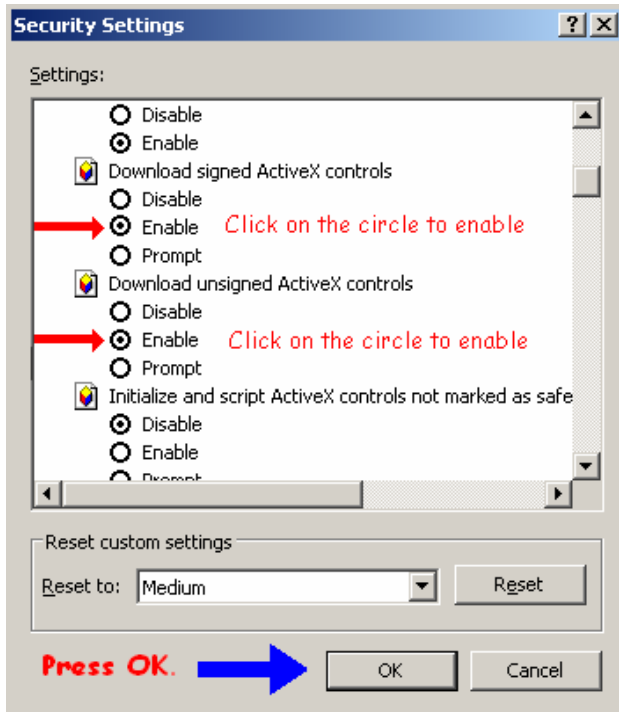 Security Settings
Settings:
Disable
Enable
Download signed ActiveX controls
Disable
Enable Click on the circle to enable
Prompt
Download unsigned ActiveX controls
Disable
Enable Click on the circle to enable
Prompt
Initialize and script ActiveX controls not marked as safe
Disable
Enable
Prompt
Reset custom settings
Reset to: Medium Reset
Press OK. OK Cancel